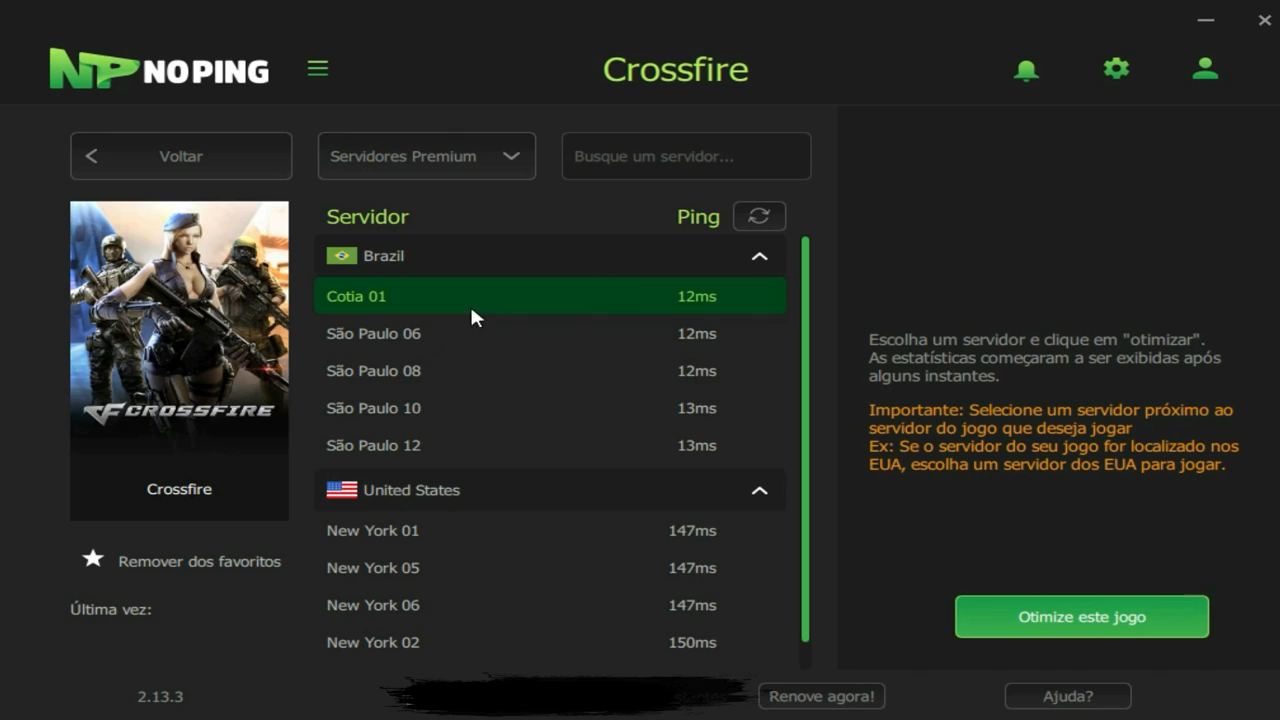 NP NOPING
Crossfire
Voltar
Servidores Premium
Busque um servidor...
Servidor Ping
Brazil
Cotia 01 12ms
São Paulo 06 12ms
São Paulo 08 12ms
São Paulo 10 13ms
São Paulo 12 13ms
United States
New York 01 147ms
New York 05 147ms
New York 06 147ms
New York 02 150ms
CF CROSSFIRE
Crossfire
Remover dos favoritos
Última vez:
Escolha um servidor e clique em "otimizar".
As estatísticas começaram a ser exibidas após
alguns instantes.
Importante: Selecione um servidor próximo ao
servidor do jogo que deseja jogar
Ex: Se o servidor do seu jogo for localizado nos
EUA, escolha um servidor dos EUA para jogar.
Otimize este jogo
2.13.3
Renove agora!
Ajuda?